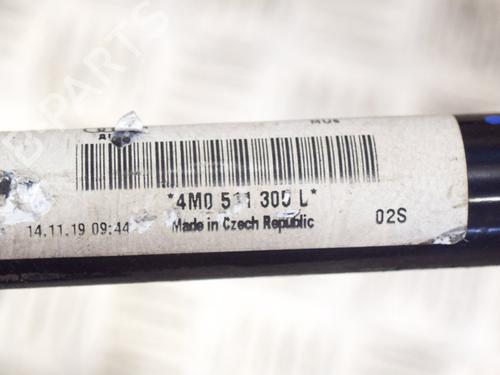 *4M0 511 305 L*
14.11.19 09:44
Made in Czech Republic
02S